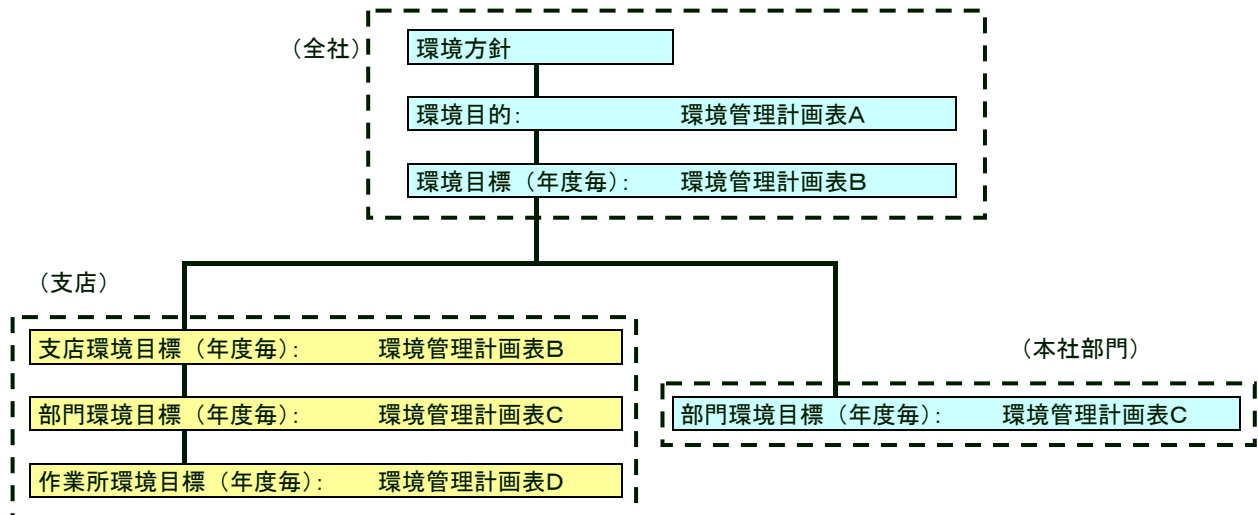 （全社）
環境方針
環境目的： 環境管理計画表A
環境目標（年度毎）： 環境管理計画表B
（支店）
支店環境目標（年度毎）： 環境管理計画表B
部門環境目標（年度毎）： 環境管理計画表C
作業所環境目標（年度毎）： 環境管理計画表D
（本社部門）
部門環境目標（年度毎）： 環境管理計画表C